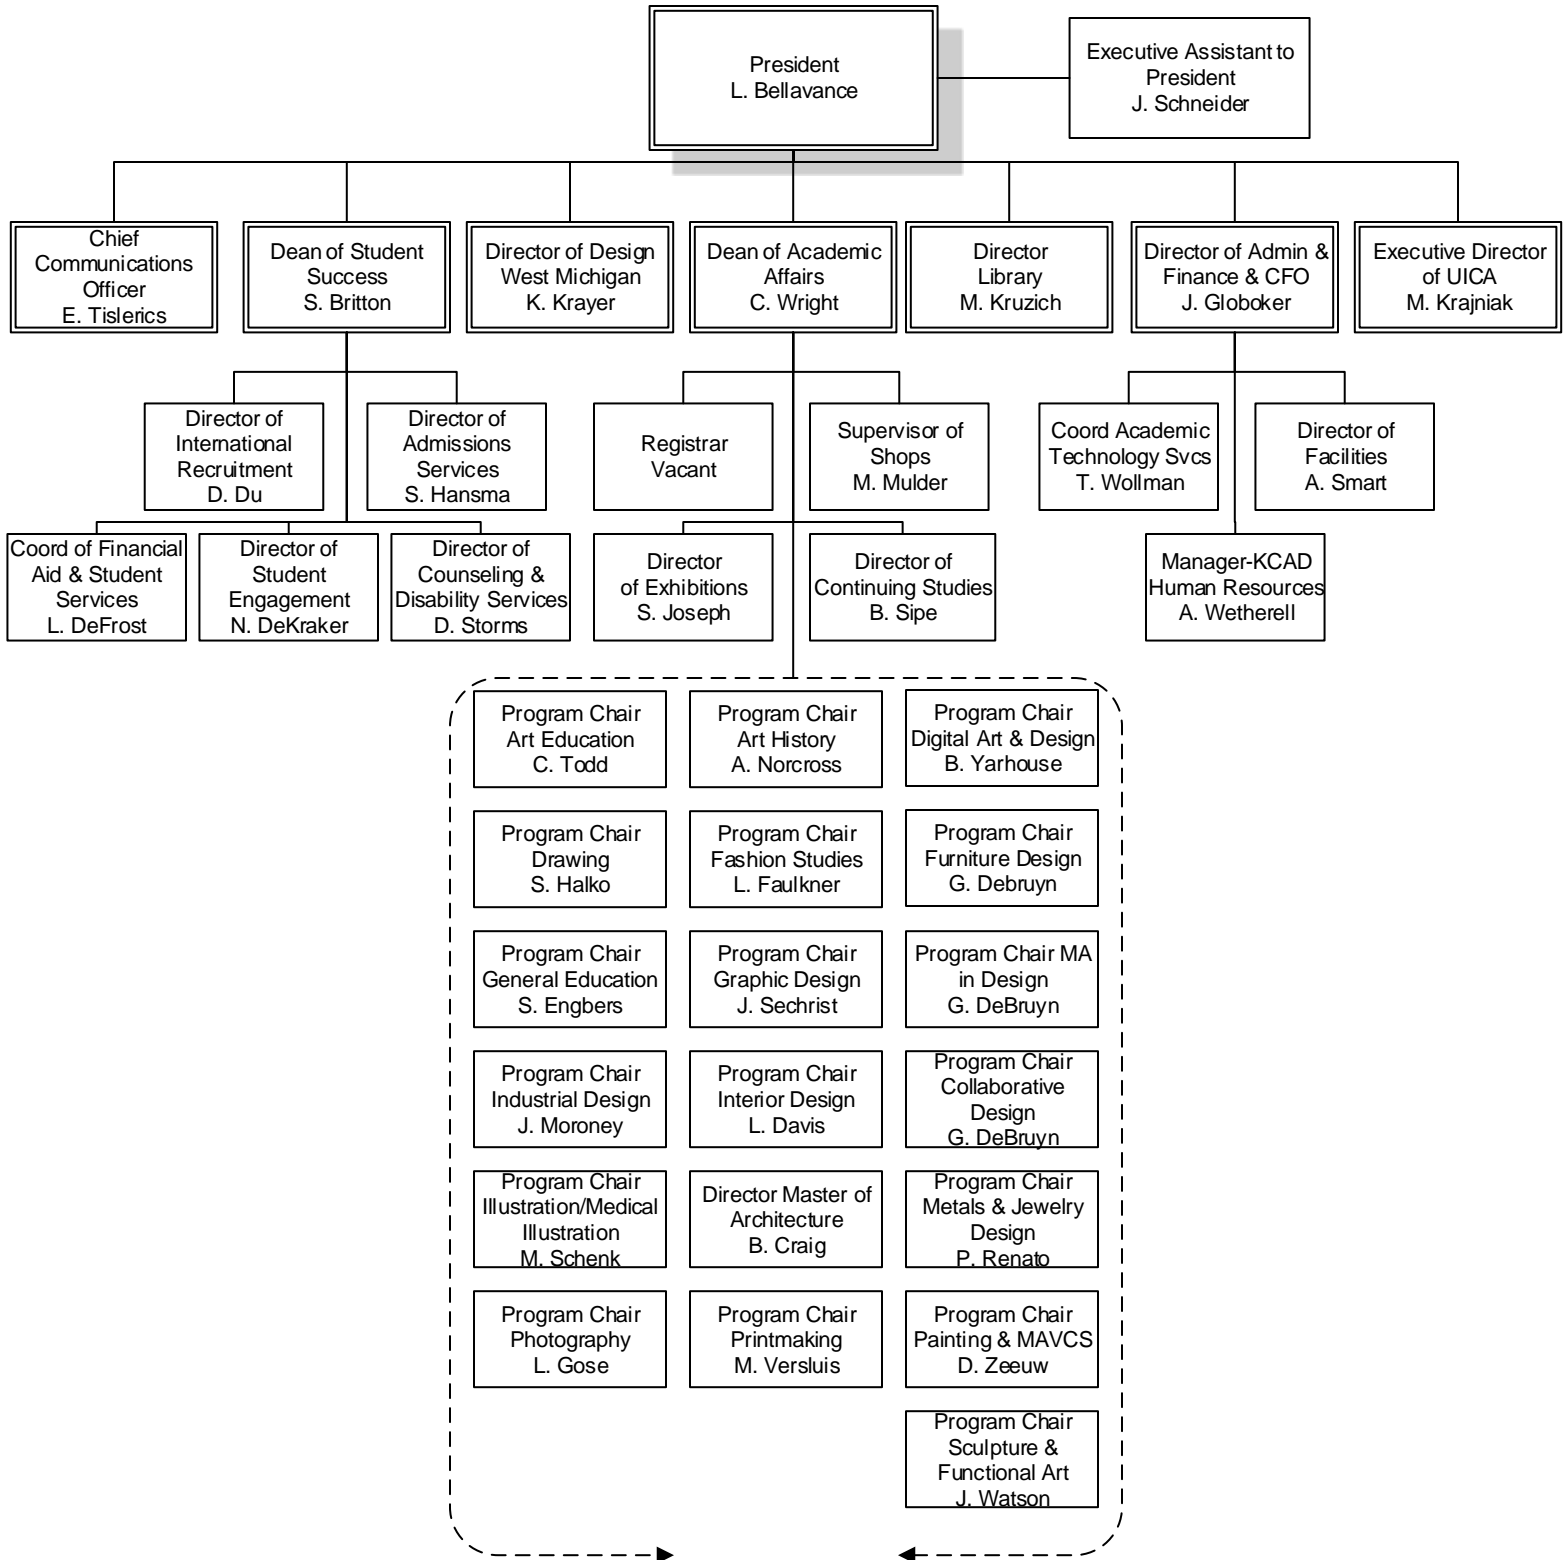 President
L. Bellavance
Executive Assistant to
President
J. Schneider
Chief
Communications
Officer
E. Tislerics
Dean of Student
Success
S. Britton
Director of Design
West Michigan
K. Krayer
Dean of Academic
Affairs
C. Wright
Director
Library
M. Kruzich
Director of Admin &
Finance & CFO
J. Globoker
Executive Director
of UICA
M. Krajniak
Director of
International
Recruitment
D. Du
Director of
Admissions
Services
S. Hansma
Registrar
Vacant
Supervisor of
Shops
M. Mulder
Coord Academic
Technology Svcs
T. Wollman
Director of
Facilities
A. Smart
Coord of Financial
Aid & Student
Services
L. DeFrost
Director of
Student
Engagement
N. DeKraker
Director of
Counseling &
Disability Services
D. Storms
Director
of Exhibitions
S. Joseph
Director of
Continuing Studies
B. Sipe
Manager-KCAD
Human Resources
A. Wetherell
Program Chair
Art Education
C. Todd
Program Chair
Art History
A. Norcross
Program Chair
Digital Art & Design
B. Yarhouse
Program Chair
Drawing
S. Halko
Program Chair
Fashion Studies
L. Faulkner
Program Chair
Furniture Design
G. Debruyn
Program Chair
General Education
S. Engbers
Program Chair
Graphic Design
J. Sechrist
Program Chair MA
in Design
G. DeBruyn
Program Chair
Industrial Design
J. Moroney
Program Chair
Interior Design
L. Davis
Program Chair
Collaborative
Design
G. DeBruyn
Program Chair
Illustration/Medical
Illustration
M. Schenk
Director Master of
Architecture
B. Craig
Program Chair
Metals & Jewelry
Design
P. Renato
Program Chair
Photography
L. Gose
Program Chair
Printmaking
M. Versluis
Program Chair
Painting & MAVCS
D. Zeeuw
Program Chair
Sculpture &
Functional Art
J. Watson